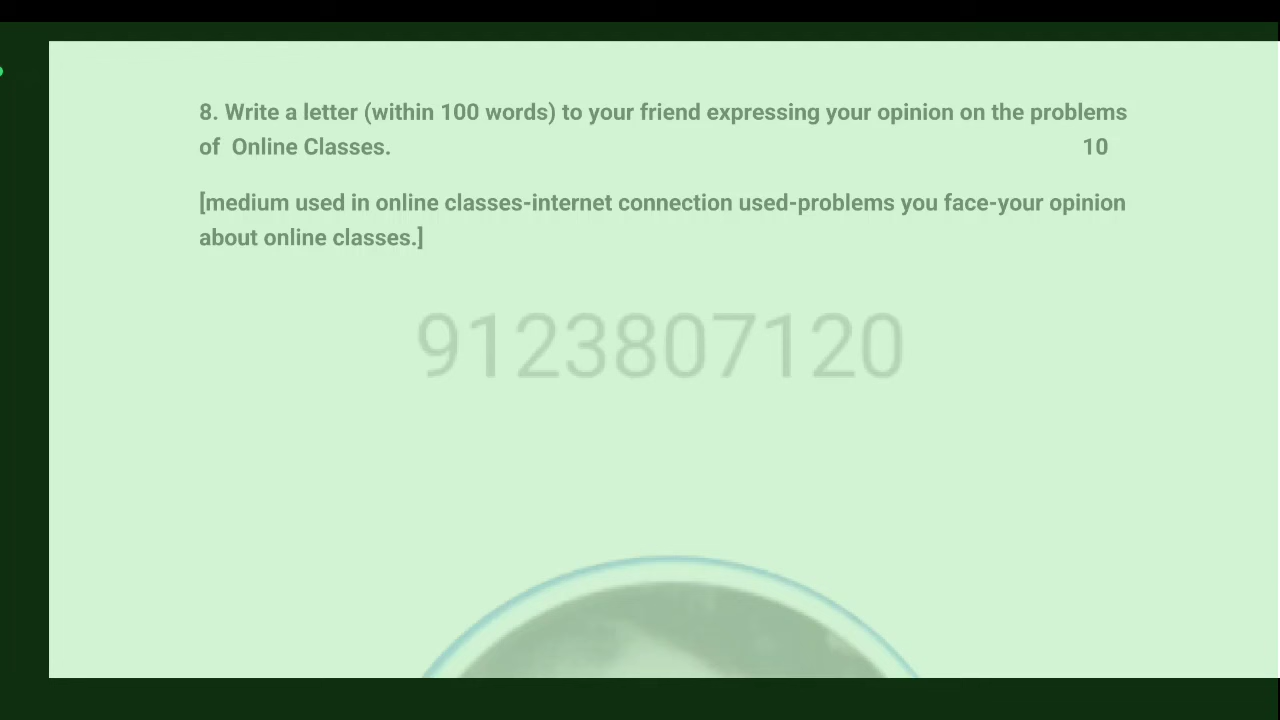 8. Write a letter (within 100 words) to your friend expressing your opinion on the problems
of  Online Classes. 10
[medium used in online classes-internet connection used-problems you face-your opinion
about online classes.]
9123807120